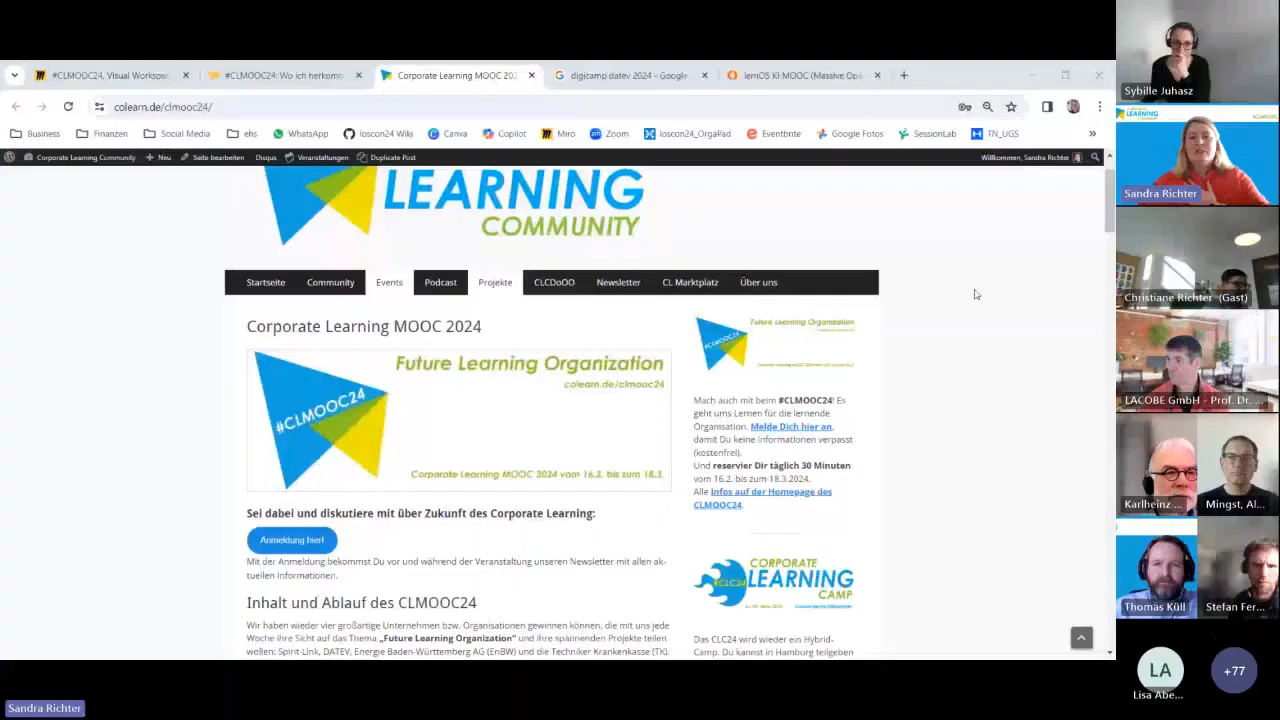 #CLMOOC24, Visual Workspac
#CLMOOC24: Wo ich herkomm
Corporate Learning MOOC 202
digicamp datev 2024 - Google
lernOS KI MOOC (Massive Ope
colearn.de/clmooc24/
Business
Finanzen
Social Media
ehs
WhatsApp
loscon24 Wiki
Canva
Copilot
Miro
Zoom
loscon24_OrgaPad
Eventbrite
Google Fotos
SessionLab
TN_UGS
Corporate Learning Community
Neu
Seite bearbeiten
Disqus
Veranstaltungen
Duplicate Post
Willkommen, Sandra Richter
LEARNING
COMMUNITY
Startseite
Community
Events
Podcast
Projekte
CLCDoOO
Newsletter
CL Marktplatz
Über uns
Corporate Learning MOOC 2024
#CLMOOC24
Future Learning Organization
colearn.de/clmooc24
Corporate Learning MOOC 2024 vom 16.2. bis zum 18.3.
Sei dabei und diskutiere mit über Zukunft des Corporate Learning:
Anmeldung hier!
Mit der Anmeldung bekommst Du vor und während der Veranstaltung unseren Newsletter mit allen ak-
tuellen Informationen.
Inhalt und Ablauf des CLMOOC24
Wir haben wieder vier großartige Unternehmen bzw. Organisationen gewinnen können, die mit uns jede
Woche ihre Sicht auf das Thema „Future Learning Organization" und ihre spannenden Projekte teilen
wollen: Spirit-Link, DATEV, Energie Baden-Württemberg AG (EnBW) und die Techniker Krankenkasse (TK).
#CLMOOC24
Future Learning Organization
Mach auch mit beim #CLMOOC24! Es
geht ums Lernen für die lernende
Organisation. Melde Dich hier an,
damit Du keine Informationen verpasst
(kostenfrei).
Und reservier Dir täglich 30 Minuten
vom 16.2. bis zum 18.3.2024.
Alle Infos auf der Homepage des
CLMOOC24.
#CLC24
CORPORATE
LEARNING
CAMP
Das CLC24 wird wieder ein Hybrid-
Camp. Du kannst in Hamburg teilgeben
Sybille Juhasz
Sandra Richter
Christiane Richter (Gast)
LACOBE GmbH - Prof. Dr. ...
Karlheinz ...
Mingst, Al...
Thomas Küll
Stefan Fer...
LA
Lisa Abe...
+77
Sandra Richter